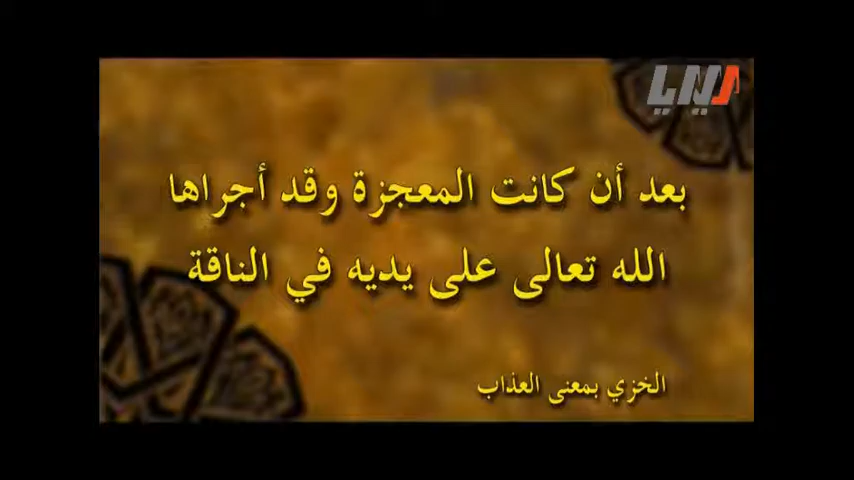 بعد أن كانت المعجزة وقد أجراها
الله تعالى على يديه في الناقة
الخزي بمعنى العذاب